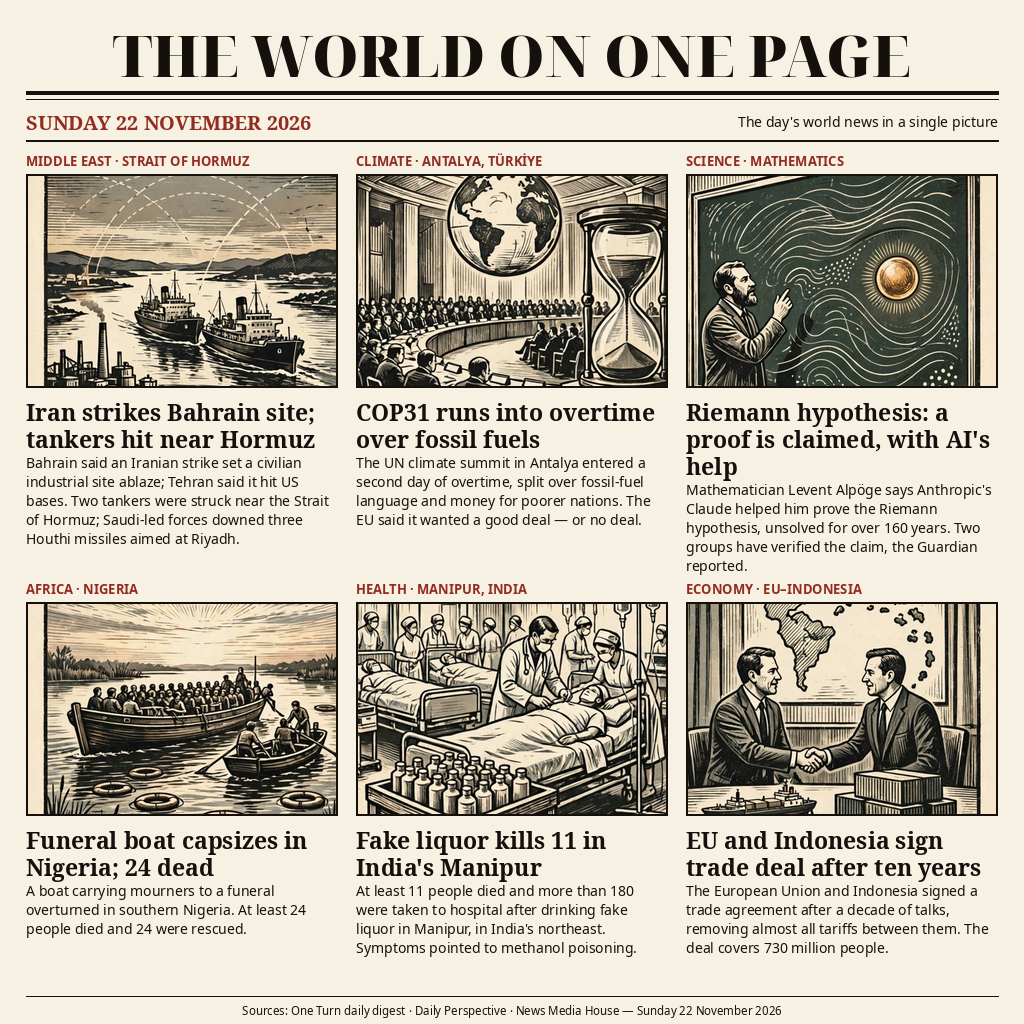 THE WORLD ON ONE PAGE
SUNDAY 22 NOVEMBER 2026
The day's world news in a single picture
MIDDLE EAST · STRAIT OF HORMUZ
Iran strikes Bahrain site;
tankers hit near Hormuz
Bahrain said an Iranian strike set a civilian
industrial site ablaze; Tehran said it hit US
bases. Two tankers were struck near the Strait
of Hormuz; Saudi-led forces downed three
Houthi missiles aimed at Riyadh.
CLIMATE · ANTALYA, TÜRKİYE
COP31 runs into overtime
over fossil fuels
The UN climate summit in Antalya entered a
second day of overtime, split over fossil-fuel
language and money for poorer nations. The
EU said it wanted a good deal — or no deal.
SCIENCE · MATHEMATICS
Riemann hypothesis: a
proof is claimed, with AI's
help
Mathematician Levent Alpöge says Anthropic's
Claude helped him prove the Riemann
hypothesis, unsolved for over 160 years. Two
groups have verified the claim, the Guardian
reported.
AFRICA · NIGERIA
Funeral boat capsizes in
Nigeria; 24 dead
A boat carrying mourners to a funeral
overturned in southern Nigeria. At least 24
people died and 24 were rescued.
HEALTH · MANIPUR, INDIA
Fake liquor kills 11 in
India's Manipur
At least 11 people died and more than 180
were taken to hospital after drinking fake
liquor in Manipur, in India's northeast.
Symptoms pointed to methanol poisoning.
ECONOMY · EU–INDONESIA
EU and Indonesia sign
trade deal after ten years
The European Union and Indonesia signed a
trade agreement after a decade of talks,
removing almost all tariffs between them. The
deal covers 730 million people.
Sources: One Turn daily digest · Daily Perspective · News Media House — Sunday 22 November 2026